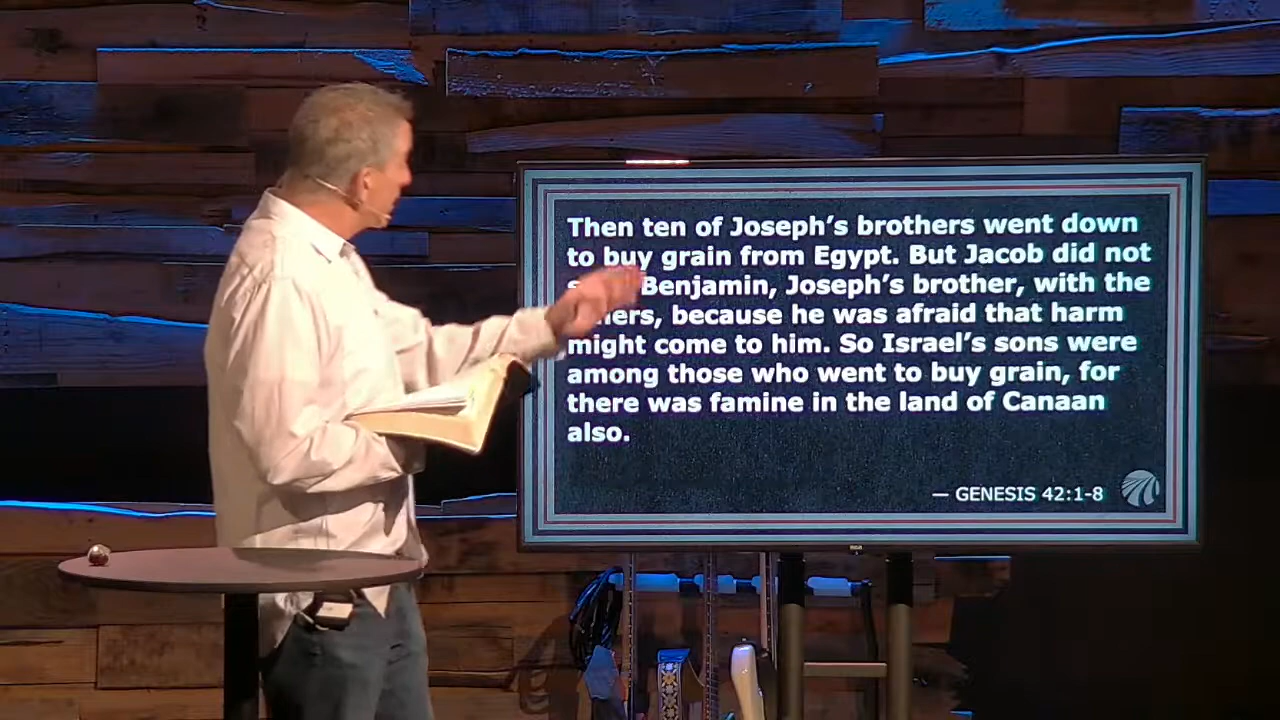 Then ten of Joseph's brothers went down
to buy grain from Egypt. But Jacob did not
Benjamin, Joseph's brother, with the
because he was afraid that harm
might come to him. So Israel's sons were
among those who went to buy grain, for
there was famine in the land of Canaan
also.
— GENESIS 42:1-8